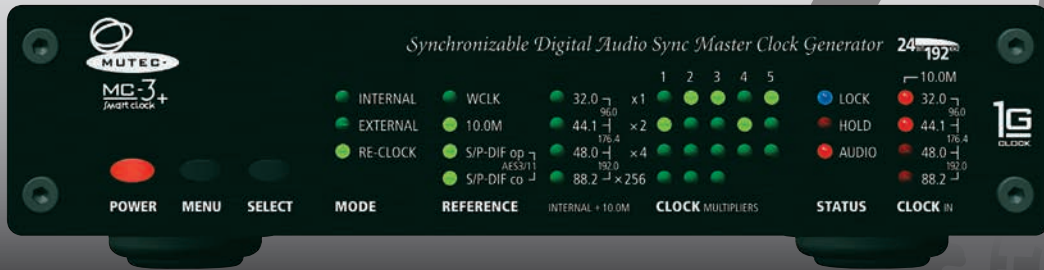 Synchronizable Digital Audio Sync Master Clock Generator
24 192
MUTEC
MC-3+
Smart clock
1G
CLOCK
1 2 3 4 5
10.0M
INTERNAL WCLK 32.0 x1 LOCK 32.0
96.0 96.0
EXTERNAL 10.0M 44.1 x2 HOLD 44.1
176.4 176.4
RE-CLOCK S/P-DIF op 48.0 x4 AUDIO 48.0
AES3/11 192.0 192.0
S/P-DIF co 88.2 x256 88.2
POWER MENU SELECT MODE REFERENCE INTERNAL + 10.0M CLOCK MULTIPLIERS STATUS CLOCK IN